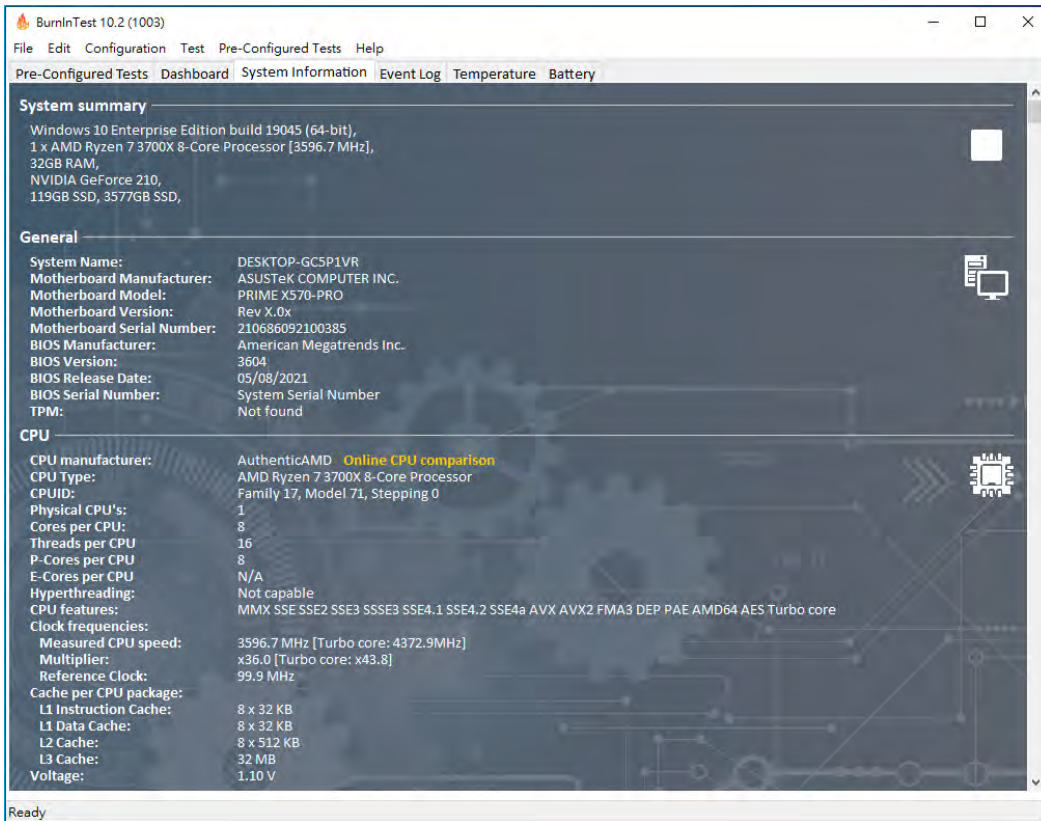 BurnInTest 10.2 (1003)
File Edit Configuration Test Pre-Configured Tests Help
Pre-Configured Tests Dashboard System Information Event Log Temperature Battery
System summary
Windows 10 Enterprise Edition build 19045 (64-bit),
1 x AMD Ryzen 7 3700X 8-Core Processor [3596.7 MHz],
32GB RAM,
NVIDIA GeForce 210,
119GB SSD, 3577GB SSD,
General
System Name: DESKTOP-GC5P1VR
Motherboard Manufacturer: ASUSTeK COMPUTER INC.
Motherboard Model: PRIME X570-PRO
Motherboard Version: Rev X.0x
Motherboard Serial Number: 210686092100385
BIOS Manufacturer: American Megatrends Inc.
BIOS Version: 3604
BIOS Release Date: 05/08/2021
BIOS Serial Number: System Serial Number
TPM: Not found
CPU
CPU manufacturer: AuthenticAMD Online CPU comparison
CPU Type: AMD Ryzen 7 3700X 8-Core Processor
CPUID: Family 17, Model 71, Stepping 0
Physical CPU's: 1
Cores per CPU: 8
Threads per CPU 16
P-Cores per CPU 8
E-Cores per CPU N/A
Hyperthreading: Not capable
CPU features: MMX SSE SSE2 SSE3 SSSE3 SSE4.1 SSE4.2 SSE4a AVX AVX2 FMA3 DEP PAE AMD64 AES Turbo core
Clock frequencies:
Measured CPU speed: 3596.7 MHz [Turbo core: 4372.9MHz]
Multiplier: x36.0 [Turbo core: x43.8]
Reference Clock: 99.9 MHz
Cache per CPU package:
L1 Instruction Cache: 8 x 32 KB
L1 Data Cache: 8 x 32 KB
L2 Cache: 8 x 512 KB
L3 Cache: 32 MB
Voltage: 1.10 V
Ready